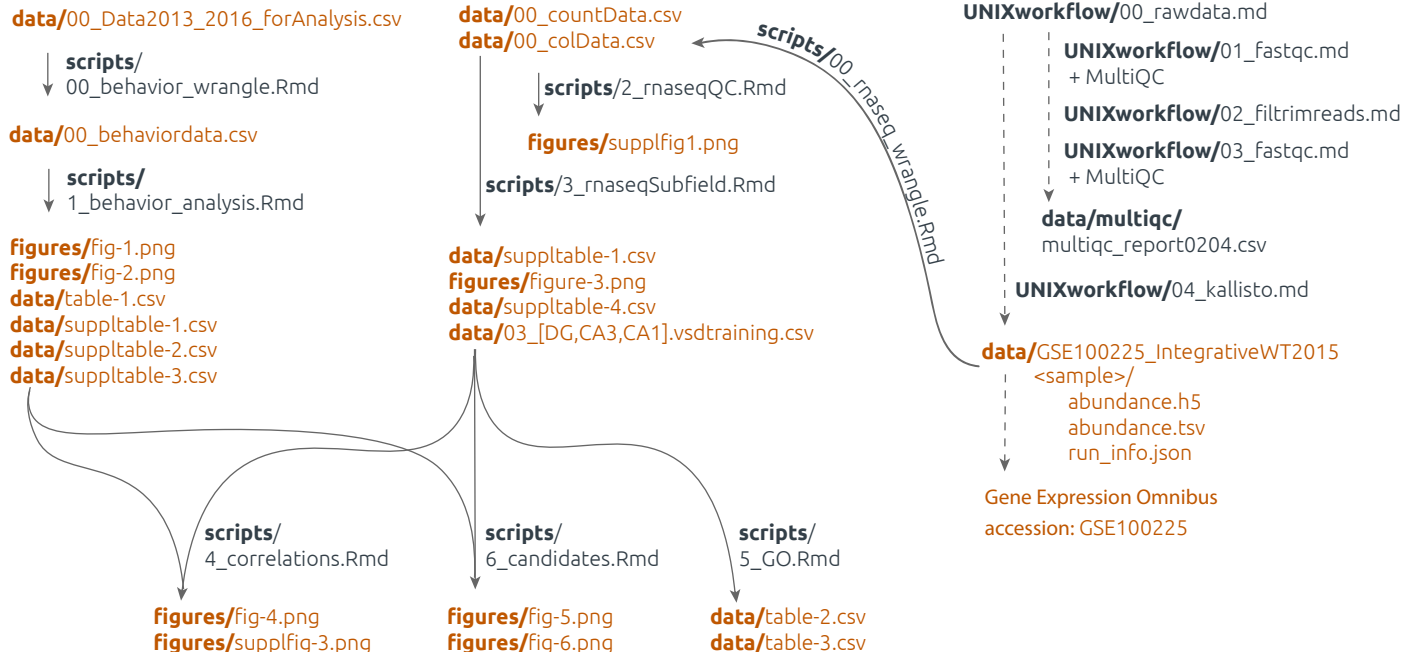 data/00_Data2013_2016_forAnalysis.csv
scripts/
00_behavior_wrangle.Rmd
data/00_behaviordata.csv
scripts/
1_behavior_analysis.Rmd
figures/fig-1.png
figures/fig-2.png
data/table-1.csv
data/suppltable-1.csv
data/suppltable-2.csv
data/suppltable-3.csv
data/00_countData.csv
data/00_colData.csv
scripts/2_rnaseqQC.Rmd
figures/supplfig1.png
scripts/3_rnaseqSubfield.Rmd
data/suppltable-1.csv
figures/figure-3.png
data/suppltable-4.csv
data/03_[DG,CA3,CA1].vsdtraining.csv
scripts/00_rnaseq_wrangle.Rmd
UNIXworkflow/00_rawdata.md
UNIXworkflow/01_fastqc.md
+ MultiQC
UNIXworkflow/02_filtrimreads.md
UNIXworkflow/03_fastqc.md
+ MultiQC
data/multiqc/
multiqc_report0204.csv
UNIXworkflow/04_kallisto.md
data/GSE100225_IntegrativeWT2015
<sample>/
abundance.h5
abundance.tsv
run_info.json
Gene Expression Omnibus
accession: GSE100225
scripts/
4_correlations.Rmd
scripts/
6_candidates.Rmd
scripts/
5_GO.Rmd
figures/fig-4.png
figures/supplfig-3.png
figures/fig-5.png
figures/fig-6.png
data/table-2.csv
data/table-3.csv